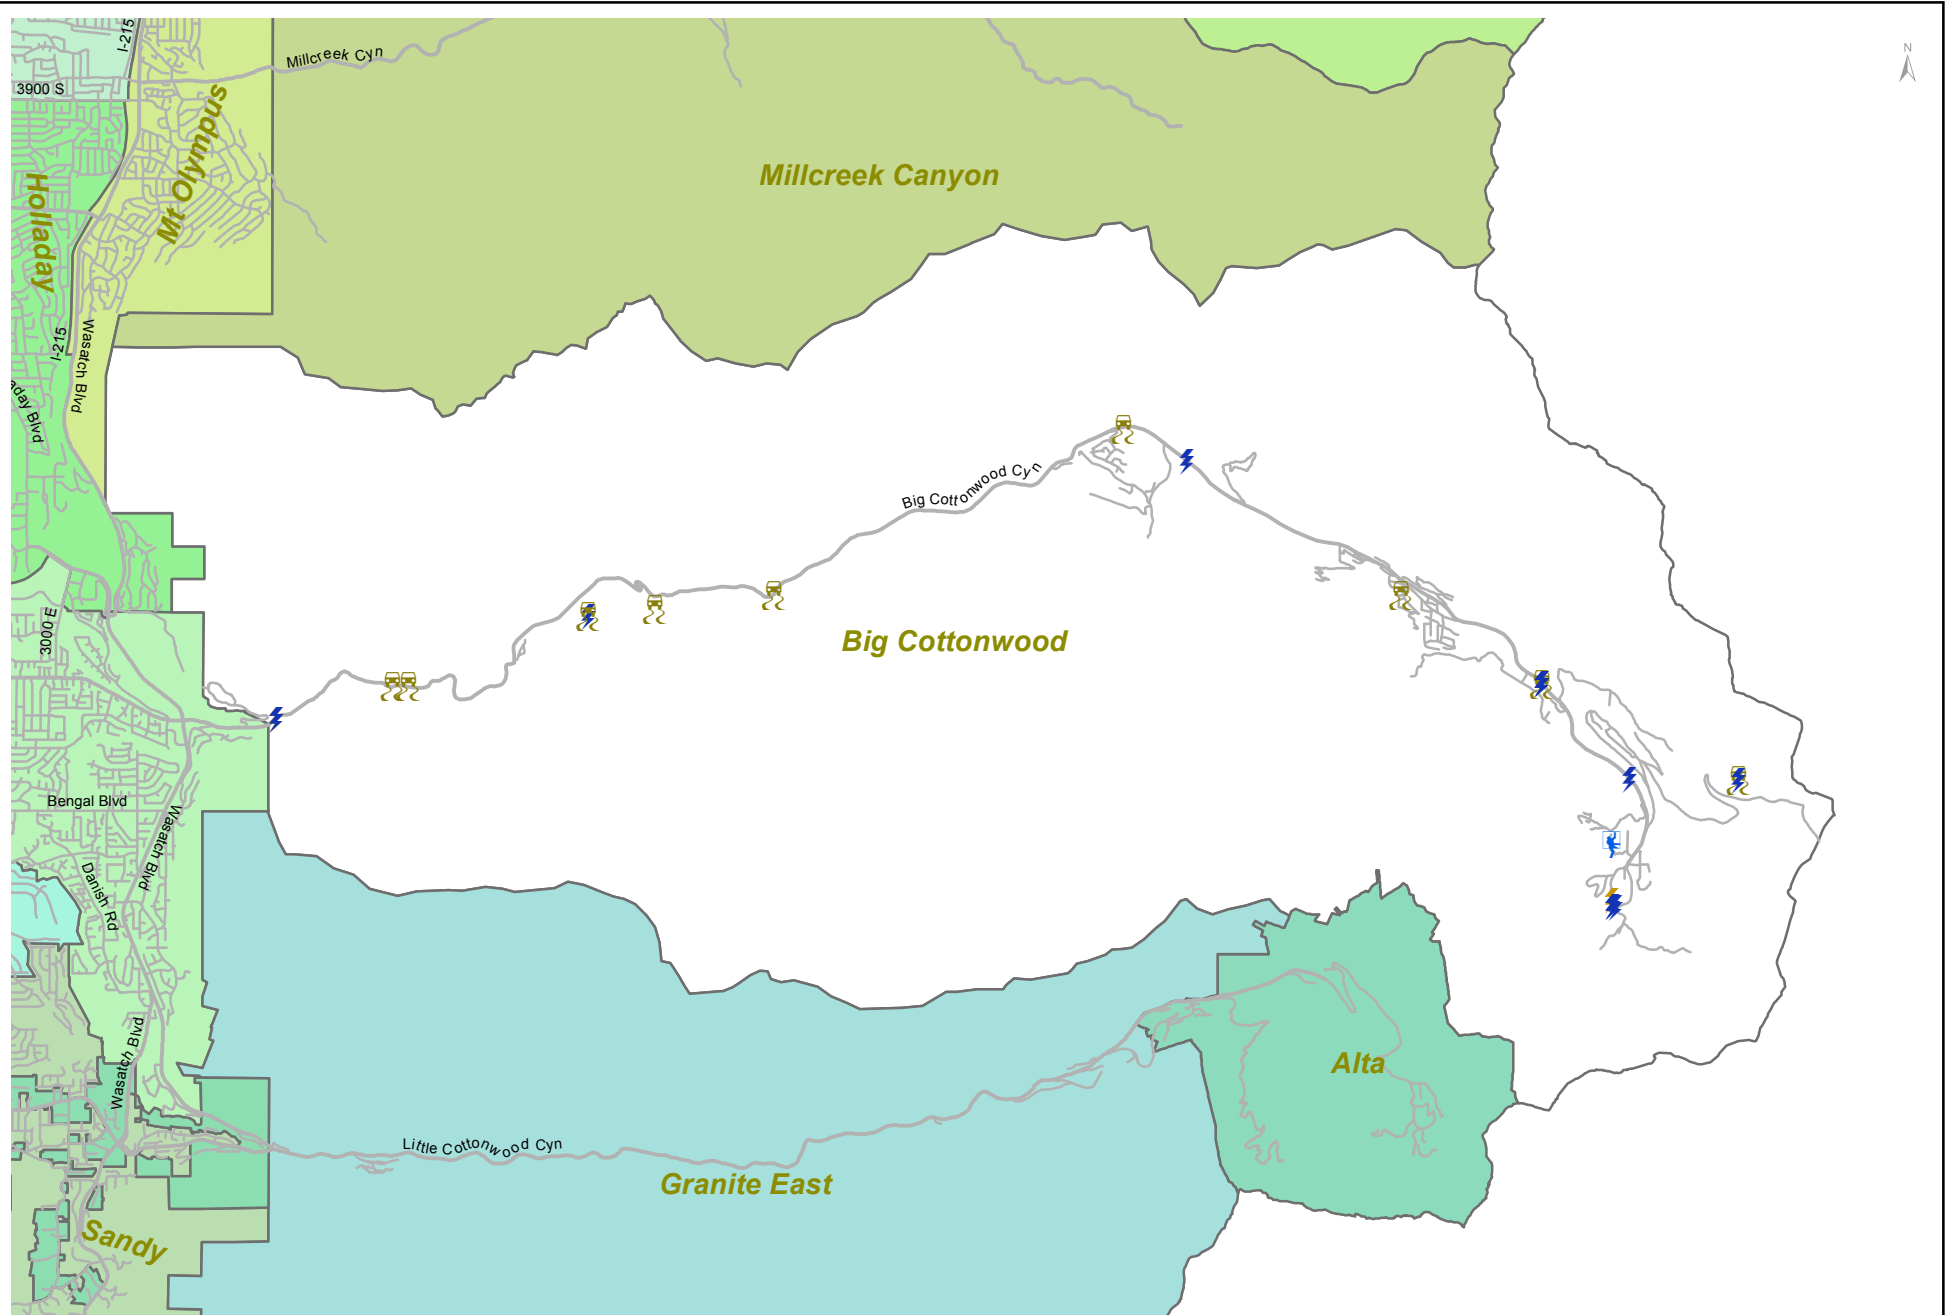 I-215
Millcreek Cyn
N
3900 S
Mt Olympus
Millcreek Canyon
Holladay
I-215
Wasatch Blvd
aday Blvd
Big Cottonwood Cyn
3000 E
Big Cottonwood
Bengal Blvd
Wasatch Blvd
Danish Rd
Wasatch Blvd
Alta
Little Cottonwood Cyn
Granite East
Sandy